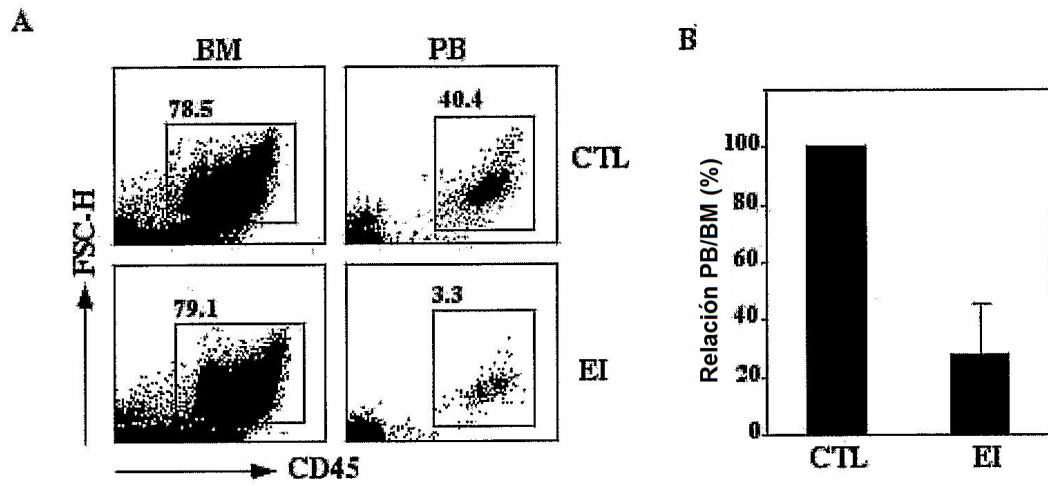 A
BM
PB
78.5
40.4
CTL
79.1
3.3
EI
FSC-H
CD45
B
Relación PB/BM (%)
100
80
60
40
20
0
CTL
EI